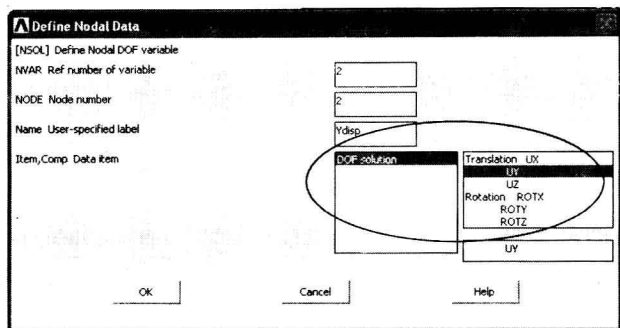 Define Nodal Data
[NSOL] Define Nodal DOF variable
NVAR Ref number of variable
2
NODE Node number
2
Name User-specified label
Ydisp
Item,Comp Data item
DOF solution
Translation UX
UY
UZ
Rotation ROTX
ROTY
ROTZ
UY
OK
Cancel
Help